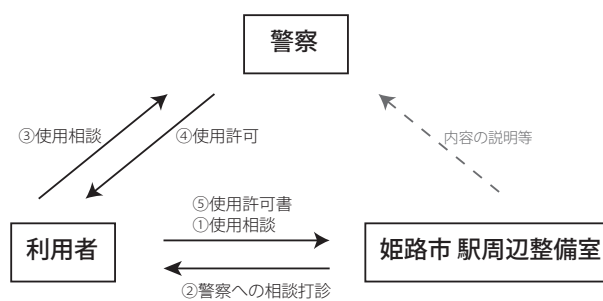 警察
③使用相談
④使用許可
内容の説明等
⑤使用許可書
①使用相談
利用者
姫路市 駅周辺整備室
②警察への相談打診